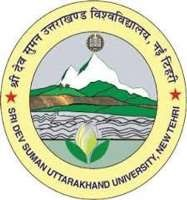 श्री देव सुमन उत्तराखण्ड विश्वविद्यालय, नई टिहरी
SRI DEV SUMAN UTTARAKHAND UNIVERSITY, NEW TEHRI